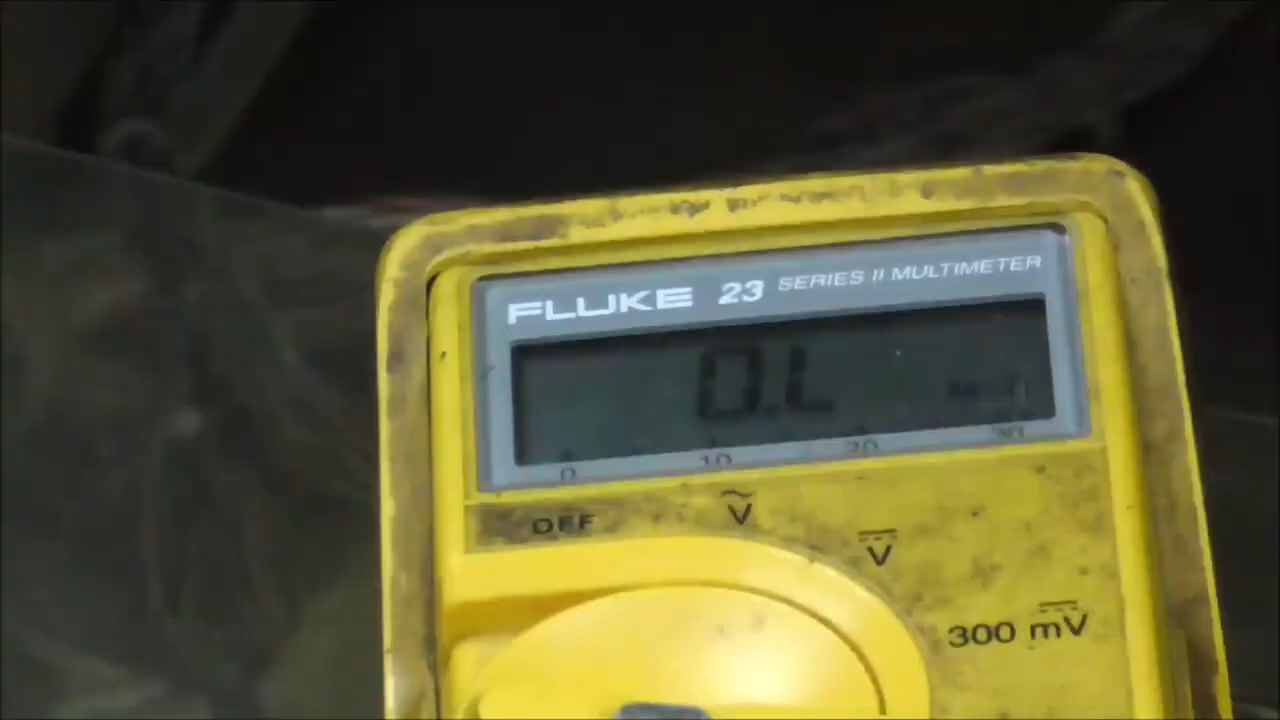 FLUKE 23 SERIES II MULTIMETER
0.L
0 10 20 30
OFF
V
V
300 mV